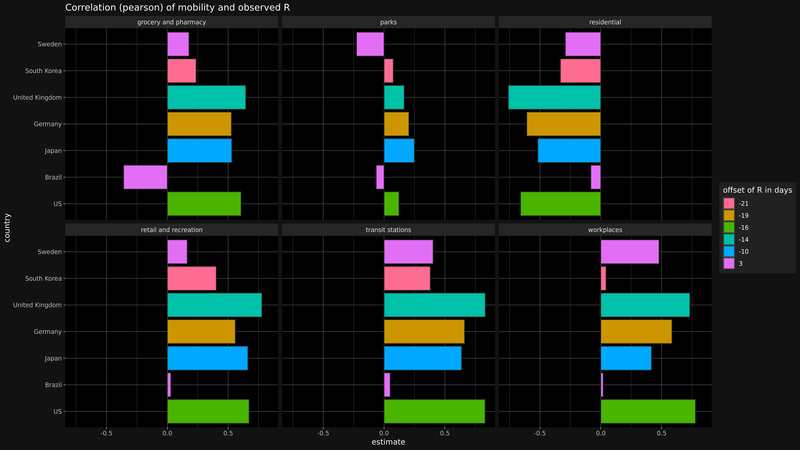 Correlation (pearson) of mobility and observed R
grocery and pharmacy
parks
residential
Sweden
South Korea
United Kingdom
Germany
Japan
Brazil
US
retail and recreation
transit stations
workplaces
Sweden
South Korea
United Kingdom
Germany
Japan
Brazil
US
-0.5 0.0 0.5
-0.5 0.0 0.5
-0.5 0.0 0.5
estimate
country
offset of R in days
-21
-19
-16
-14
-10
3